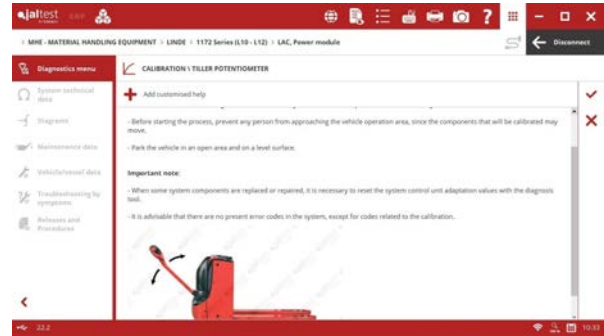 jaltest
?
MHE - MATERIAL HANDLING EQUIPMENT > LINDE > 1172 Series (L10 - L12) > LAC, Power module
Disconnect
Diagnostics menu
CALIBRATION \ TILLER POTENTIOMETER
System technical data
Add customised help
Diagrams
- Before starting the process, prevent any person from approaching the vehicle operation area, since the components that will be calibrated may move.
Maintenance data
- Park the vehicle in an open area and on a level surface.
Vehicle/vessel data
Important note:
Troubleshooting by symptoms
- When some system components are replaced or repaired, it is necessary to reset the system control unit adaptation values with the diagnosis tool.
Releases and Procedures
- It is advisable that there are no present error codes in the system, except for codes related to the calibration.
22.2
10:33